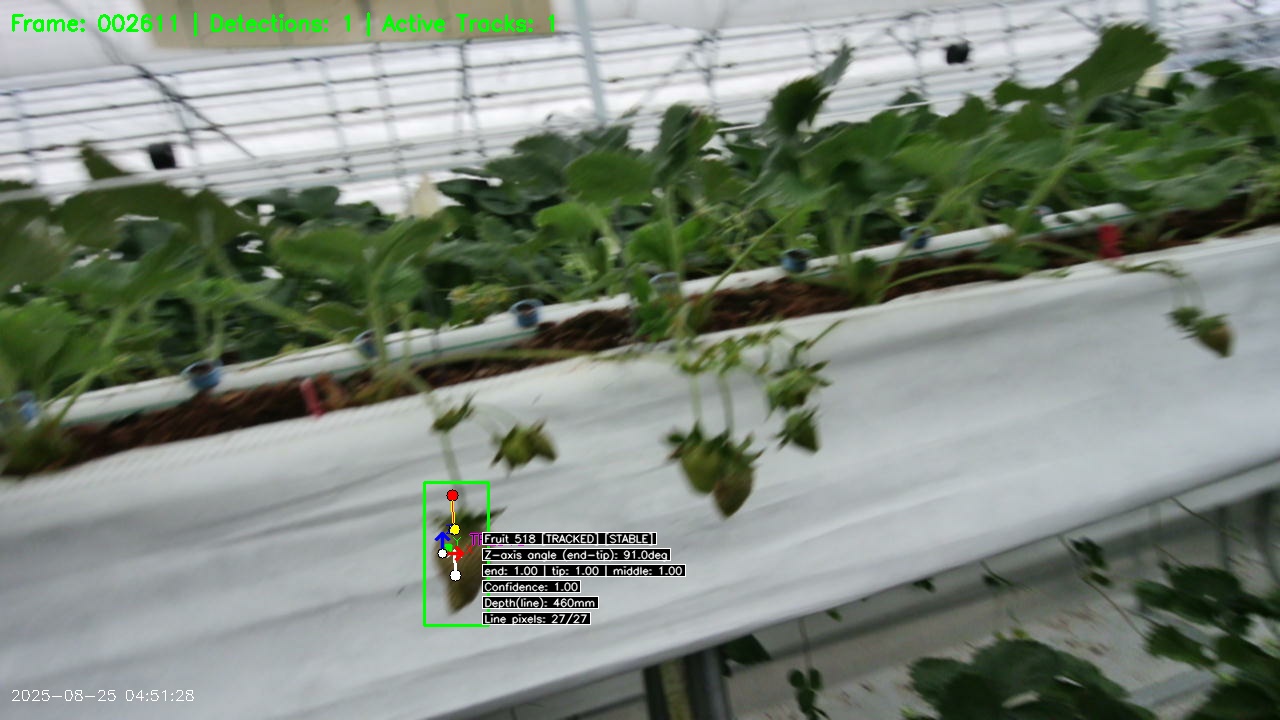 Frame: 002611 | Detections: 1 | Active Tracks: 1
Fruit 518 [TRACKED] [STABLE]
Z-axis angle (end-tip): 91.0deg
end: 1.00 | tip: 1.00 | middle: 1.00
Confidence: 1.00
Depth(line): 460mm
Line pixels: 27/27
2025-08-25 04:51:28